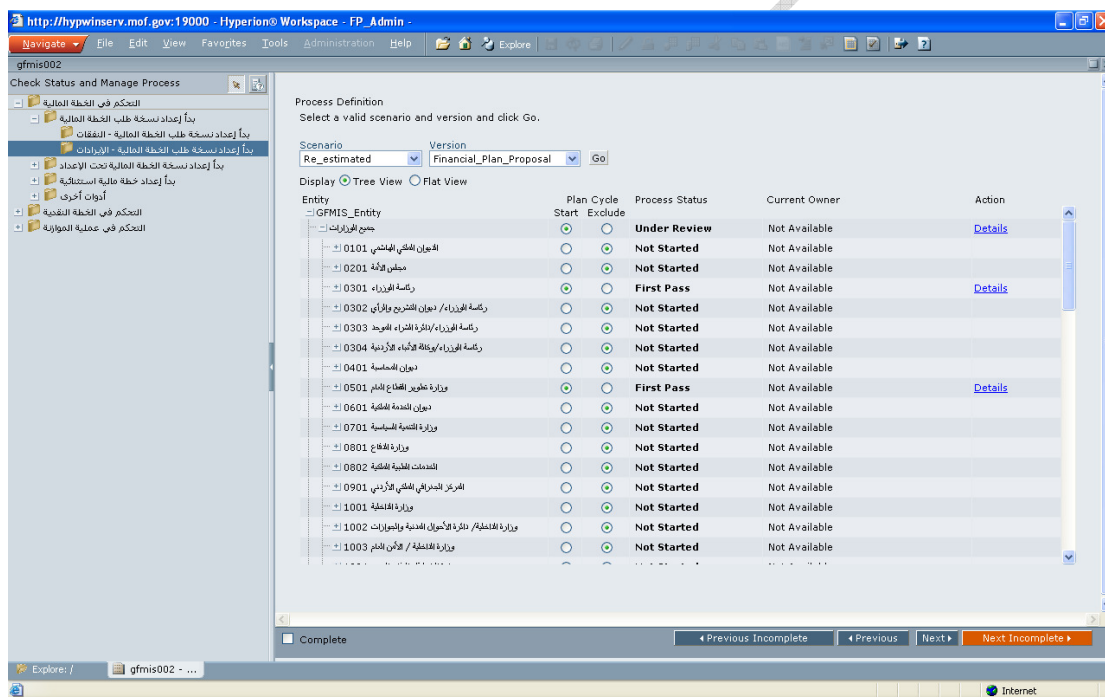 http://hypwinserv.mof.gov:19000 - Hyperion® Workspace - FP_Admin -
Navigate File Edit View Favorites Tools Administration Help Explore
gfmis002
Check Status and Manage Process
التحكم في الخطة المالية
بدأ إعداد نسخة طلب الخطة المالية
بدأ إعداد نسخة طلب الخطة المالية - النفقات
بدأ إعداد نسخة طلب الخطة المالية - الإيرادات
بدأ إعداد نسخة الخطة المالية تحت الإعداد
بدأ إعداد خطة مالية استثنائية
أدوات أخرى
التحكم في الخطة النقدية
التحكم في عملية الموازنة
Process Definition
Select a valid scenario and version and click Go.
Scenario Version
Re_estimated Financial_Plan_Proposal Go
Display Tree View Flat View
Entity Plan Cycle Process Status Current Owner Action
GFMIS_Entity Start Exclude
جميع الوزارات Under Review Not Available Details
0101 الديوان الملكي الهاشمي Not Started Not Available
0201 مجلس الأمة Not Started Not Available
0301 رئاسة الوزراء First Pass Not Available Details
0302 رئاسة الوزراء/ ديوان التشريع والرأي Not Started Not Available
0303 رئاسة الوزراء/دائرة الشراء الموحد Not Started Not Available
0304 رئاسة الوزراء/وكالة الأنباء الأردنية Not Started Not Available
0401 ديوان المحاسبة Not Started Not Available
0501 وزارة تطوير القطاع العام First Pass Not Available Details
0601 ديوان الخدمة المدنية Not Started Not Available
0701 وزارة التنمية السياسية Not Started Not Available
0801 وزارة الدفاع Not Started Not Available
0802 الخدمات الطبية الملكية Not Started Not Available
0901 المركز الجغرافي الملكي الأردني Not Started Not Available
1001 وزارة الداخلية Not Started Not Available
1002 وزارة الداخلية/ دائرة الأحوال المدنية والجوازات Not Started Not Available
1003 وزارة الداخلية / الأمن العام Not Started Not Available
Complete Previous Incomplete Previous Next Next Incomplete
Explore: / gfmis002 - ...
Internet